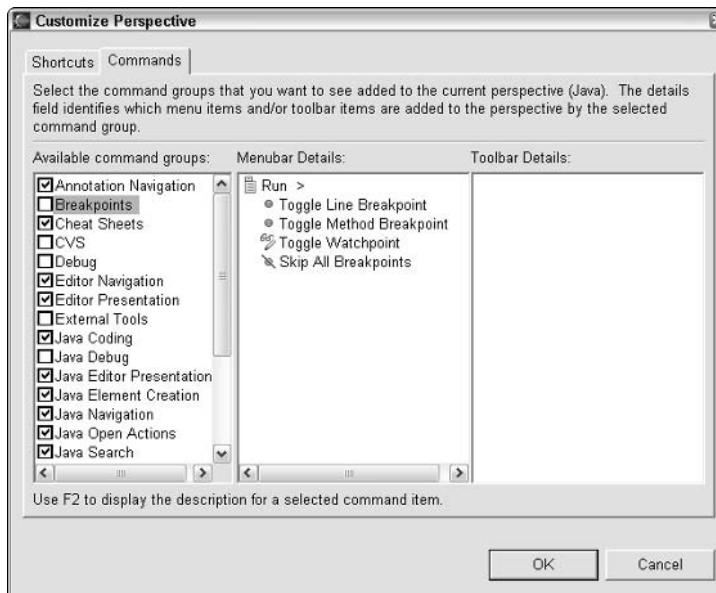 Customize Perspective
Shortcuts Commands
Select the command groups that you want to see added to the current perspective (Java). The details
field identifies which menu items and/or toolbar items are added to the perspective by the selected
command group.
Available command groups:
Annotation Navigation
Breakpoints
Cheat Sheets
CVS
Debug
Editor Navigation
Editor Presentation
External Tools
Java Coding
Java Debug
Java Editor Presentation
Java Element Creation
Java Navigation
Java Open Actions
Java Search
Menubar Details:
Run >
Toggle Line Breakpoint
Toggle Method Breakpoint
Toggle Watchpoint
Skip All Breakpoints
Toolbar Details:
Use F2 to display the description for a selected command item.
OK
Cancel